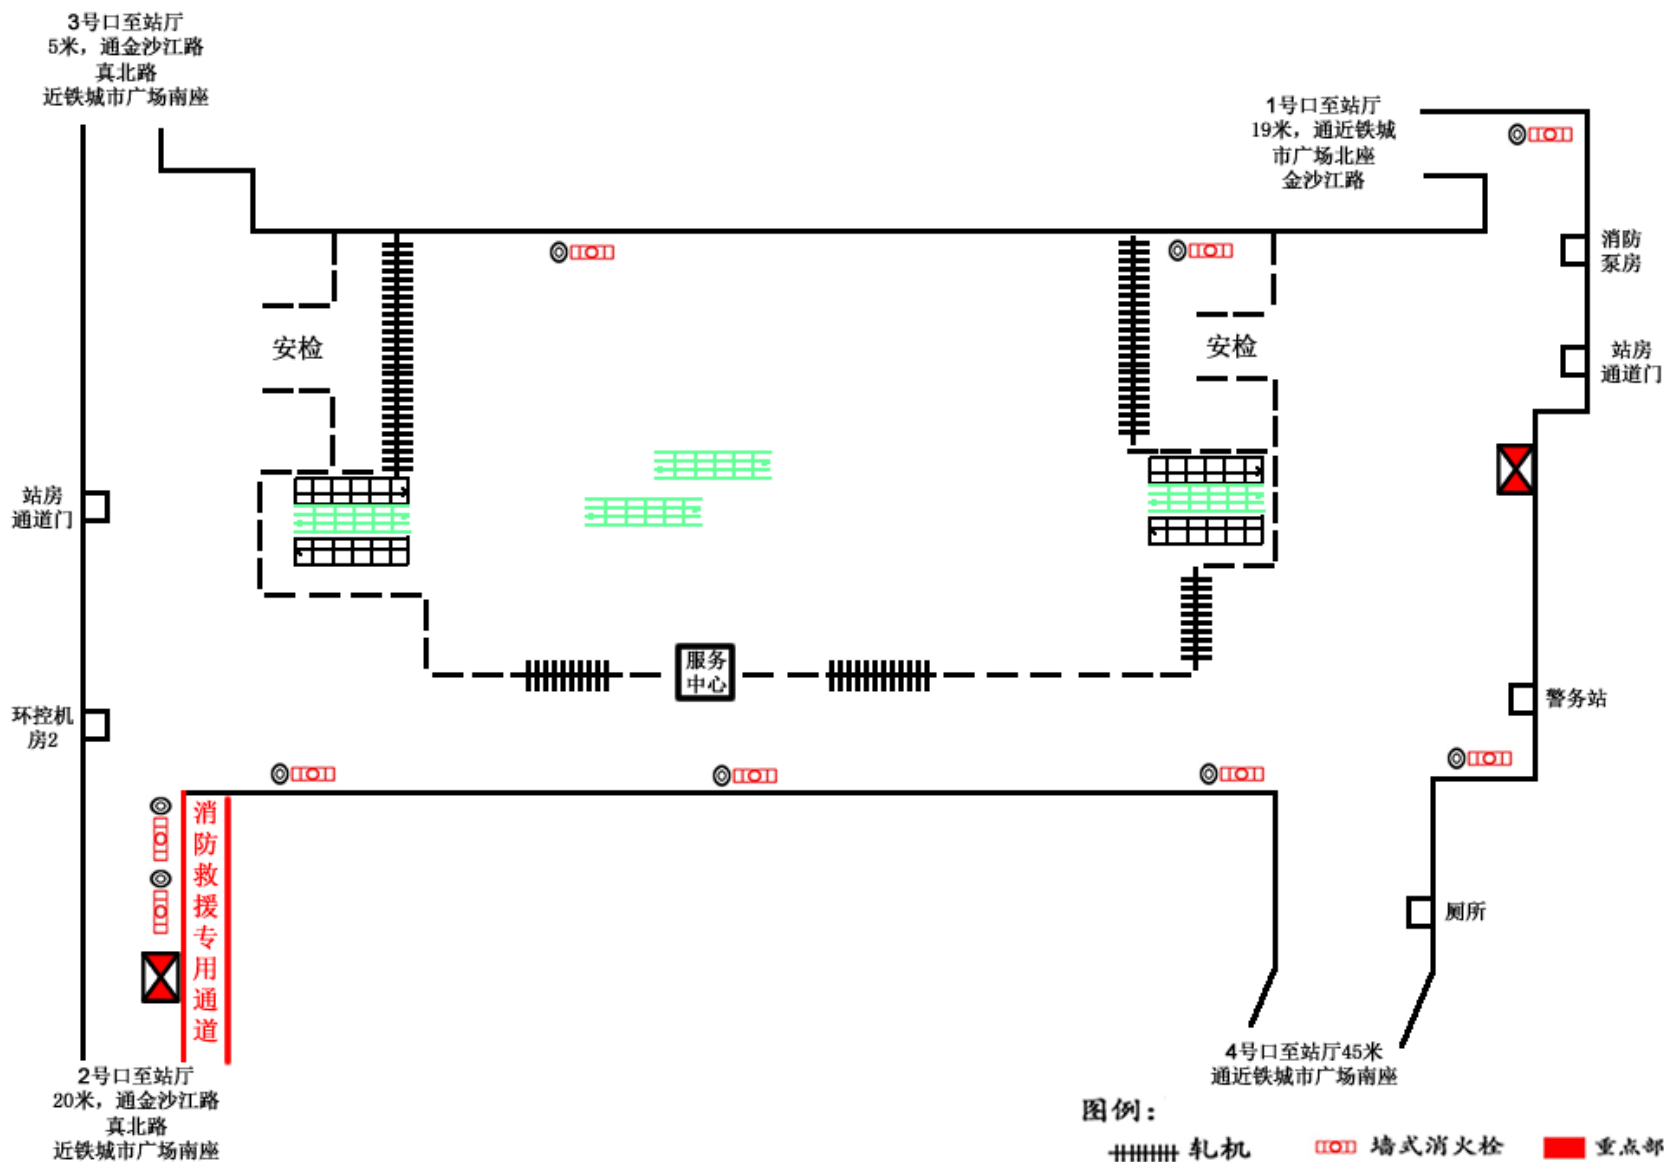 3号口至站厅
5米，通金沙江路
真北路
近铁城市广场南座
1号口至站厅
19米，通近铁城
市广场北座
金沙江路
消防
泵房
安检
安检
站房
通道门
站房
通道门
服务
中心
警务站
环控机
房2
消防救援专用通道
厕所
4号口至站厅45米
通近铁城市广场南座
2号口至站厅
20米，通金沙江路
真北路
近铁城市广场南座
图例：
轧机
墙式消火栓
重点部